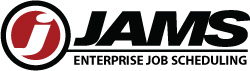 J JAMS
ENTERPRISE JOB SCHEDULING